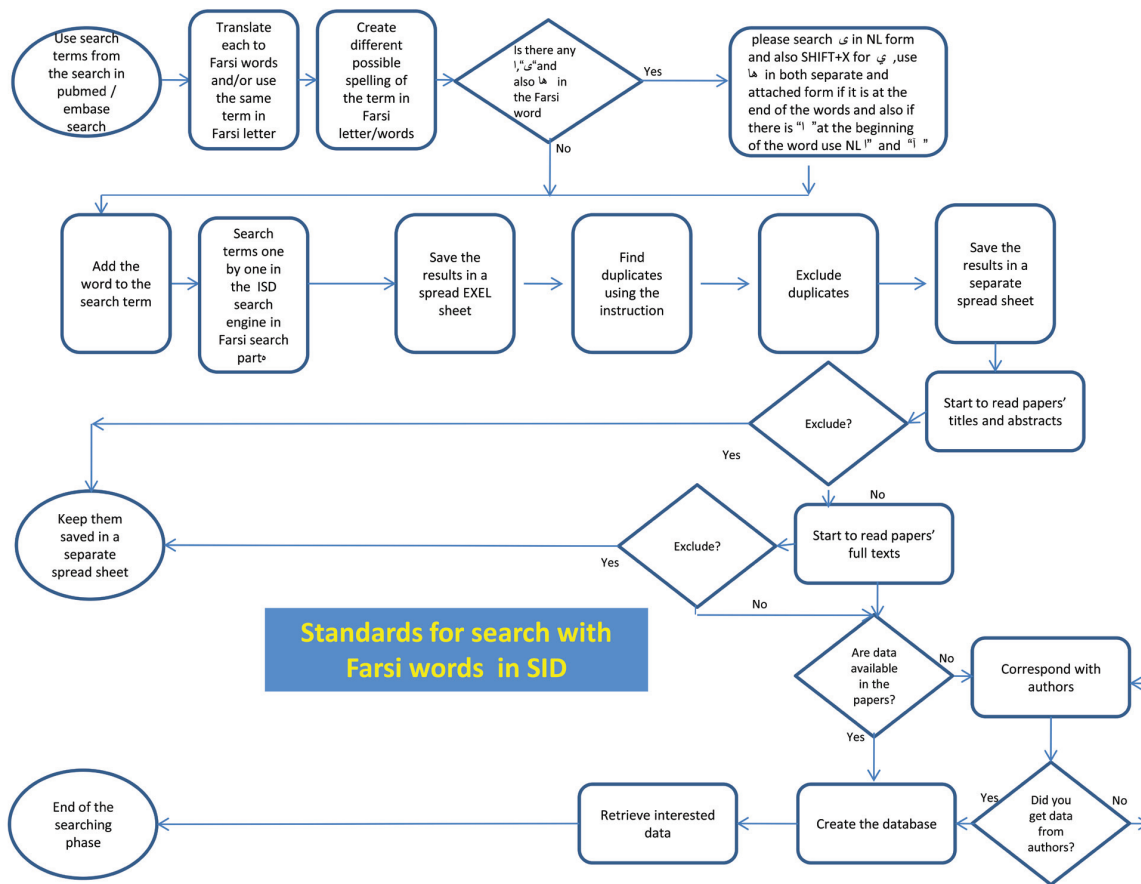 Use search
terms from
the search in
pubmed /
embase
search
Translate
each to
Farsi words
and/or use
the same
term in
Farsi letter
Create
different
possible
spelling of
the term in
Farsi
letter/words
Is there any
ا,"ی"and
also ها in
the Farsi
word
Yes
No
please search ی in NL form
and also SHIFT+X for ي ,use
ها in both separate and
attached form if it is at the
end of the words and also if
there is "ا "at the beginning
of the word use NL ا" and "آ "
Add the
word to the
search term
Search
terms one
by one in
the ISD
search
engine in
Farsi search
part
Save the
results in a
spread EXEL
sheet
Find
duplicates
using the
instruction
Exclude
duplicates
Save the
results in a
separate
spread sheet
Start to read papers'
titles and abstracts
Exclude?
Yes
No
Keep them
saved in a
separate
spread sheet
Start to read papers'
full texts
Exclude?
Yes
No
Standards for search with
Farsi words in SID
Are data
available
in the
papers?
No
Yes
Correspond with
authors
Did you
get data
from
authors?
Yes
No
Create the database
Retrieve interested
data
End of the
searching
phase